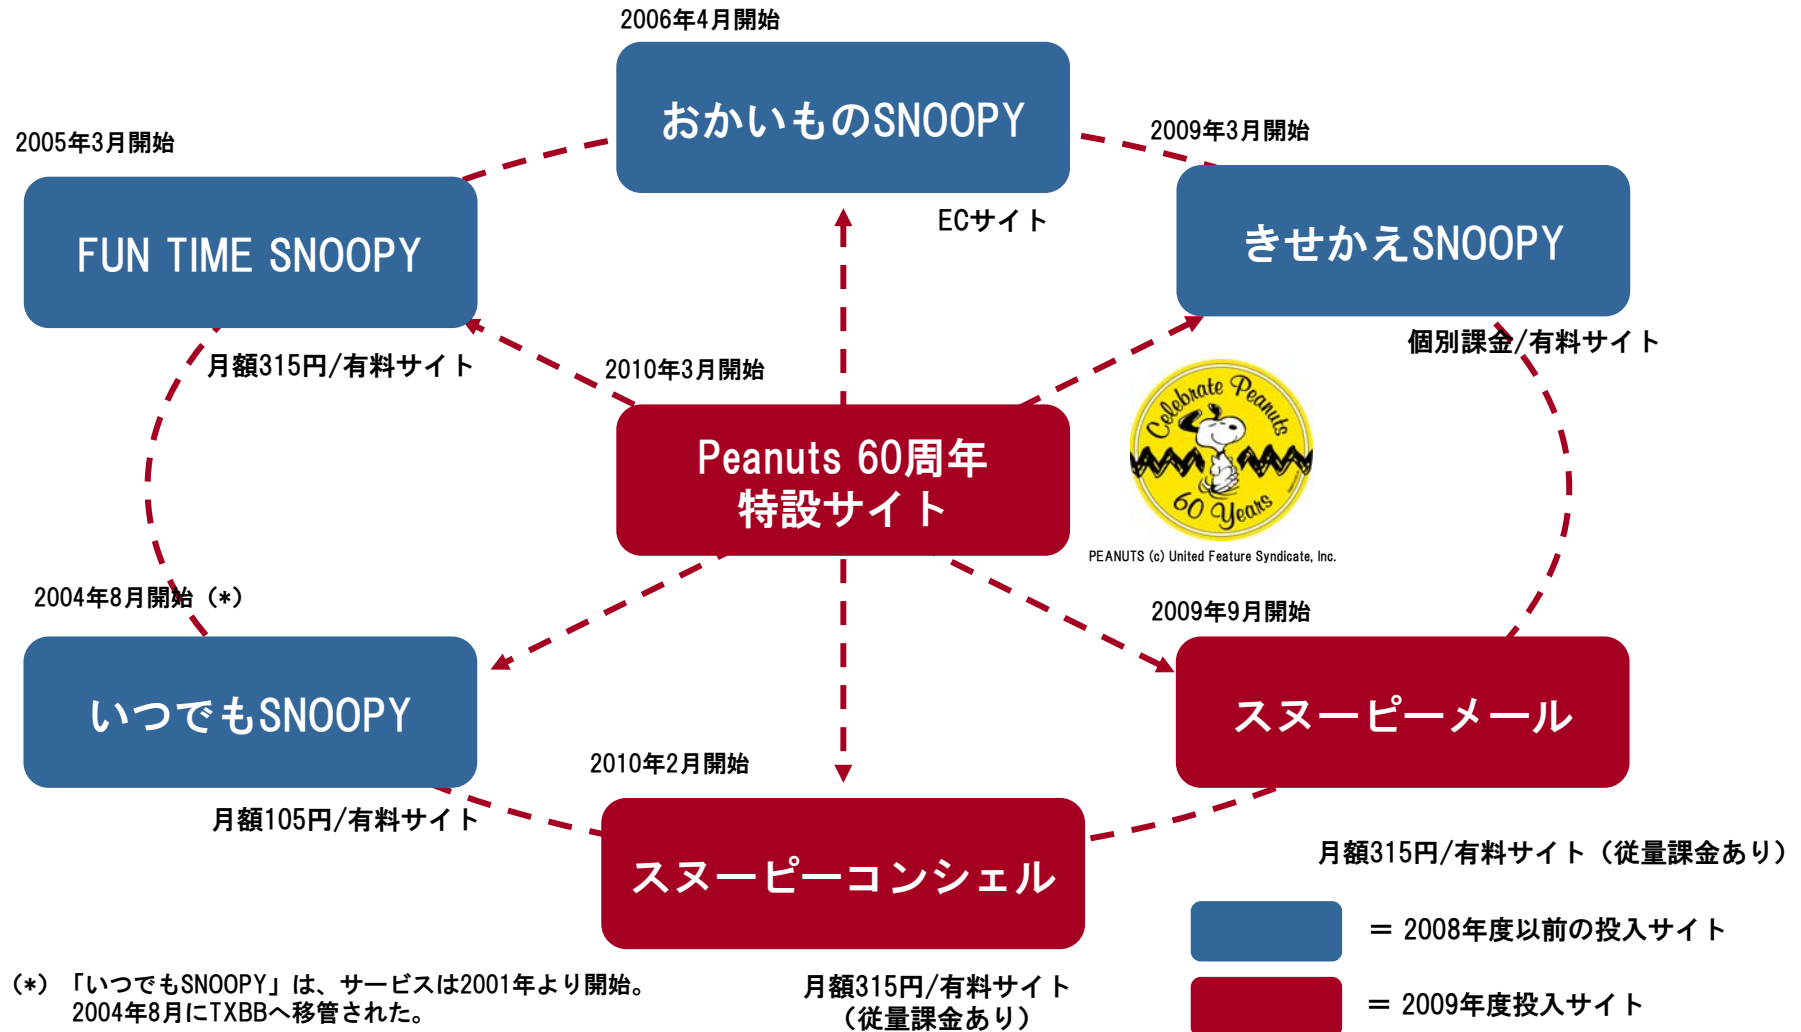 2006年4月開始
おかいものSNOOPY
ECサイト
2005年3月開始
FUN TIME SNOOPY
月額315円/有料サイト
2009年3月開始
きせかえSNOOPY
個別課金/有料サイト
2010年3月開始
Peanuts 60周年
特設サイト
Celebrate Peanuts
60 Years
PEANUTS (c) United Feature Syndicate, Inc.
2004年8月開始（*）
いつでもSNOOPY
月額105円/有料サイト
2009年9月開始
スヌーピーメール
月額315円/有料サイト（従量課金あり）
2010年2月開始
スヌーピーコンシェル
月額315円/有料サイト
（従量課金あり）
＝ 2008年度以前の投入サイト
＝ 2009年度投入サイト
（*）「いつでもSNOOPY」は、サービスは2001年より開始。
2004年8月にTXBBへ移管された。